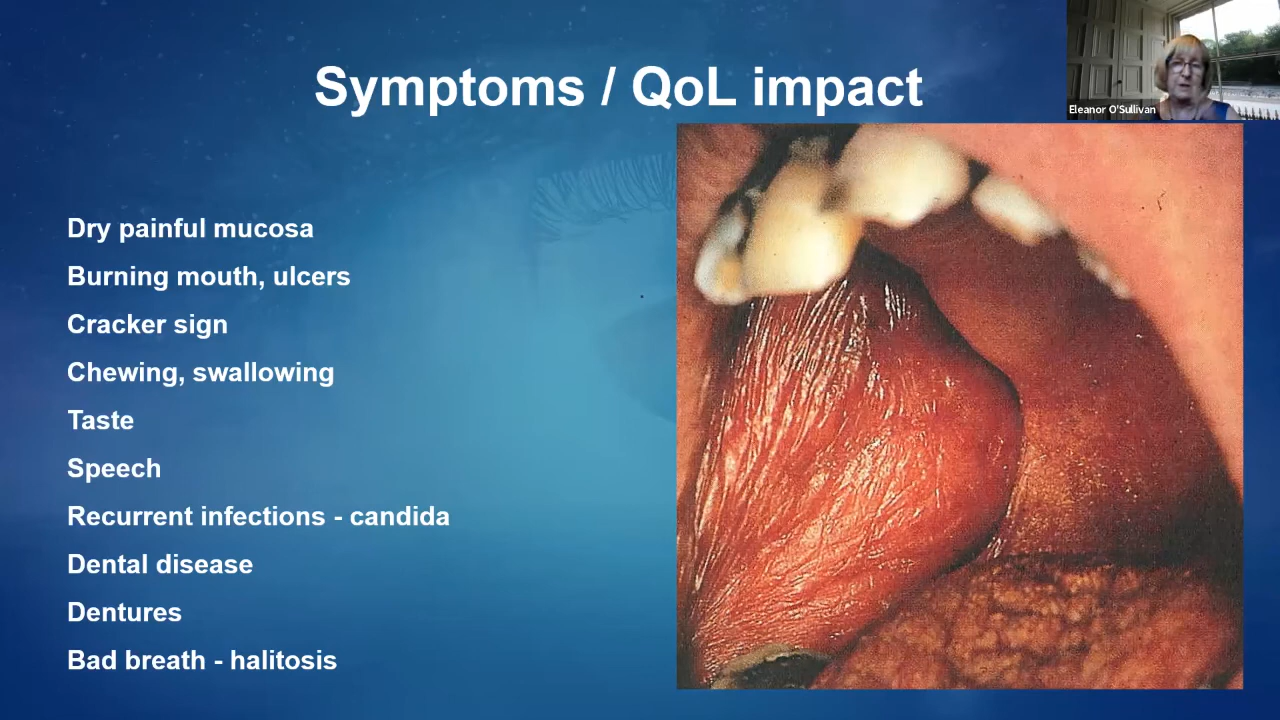 Symptoms / QoL impact
Eleanor O'Sullivan
Dry painful mucosa
Burning mouth, ulcers
Cracker sign
Chewing, swallowing
Taste
Speech
Recurrent infections - candida
Dental disease
Dentures
Bad breath - halitosis